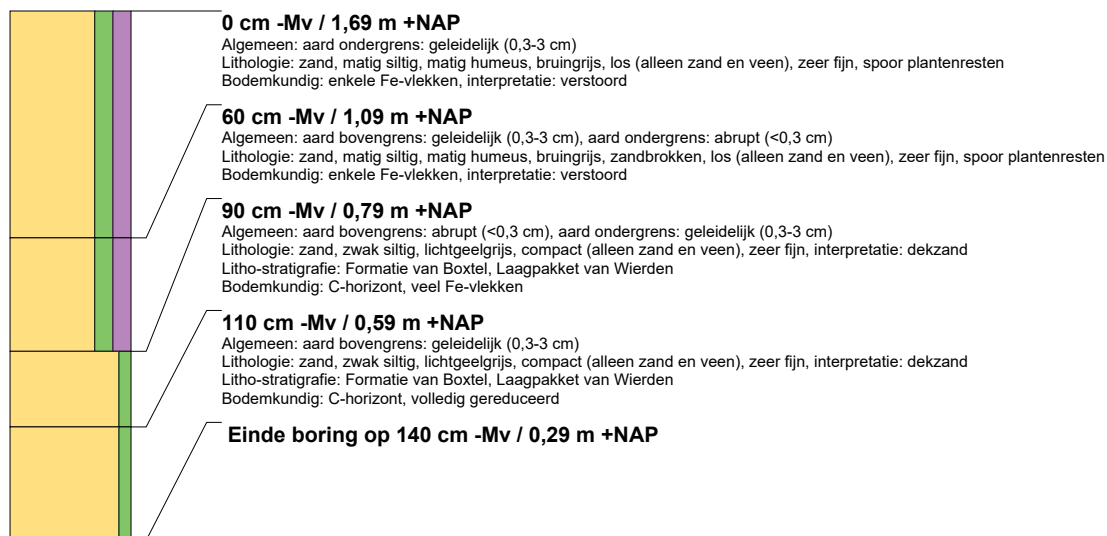 0 cm -Mv / 1,69 m +NAP
Algemeen: aard ondergrens: geleidelijk (0,3-3 cm)
Lithologie: zand, matig siltig, matig humeus, bruingrijs, los (alleen zand en veen), zeer fijn, spoor plantenresten
Bodemkundig: enkele Fe-vlekken, interpretatie: verstoord
60 cm -Mv / 1,09 m +NAP
Algemeen: aard bovengrens: geleidelijk (0,3-3 cm), aard ondergrens: abrupt (<0,3 cm)
Lithologie: zand, matig siltig, matig humeus, bruingrijs, zandbrokken, los (alleen zand en veen), zeer fijn, spoor plantenresten
Bodemkundig: enkele Fe-vlekken, interpretatie: verstoord
90 cm -Mv / 0,79 m +NAP
Algemeen: aard bovengrens: abrupt (<0,3 cm), aard ondergrens: geleidelijk (0,3-3 cm)
Lithologie: zand, zwak siltig, lichtgeelgrijs, compact (alleen zand en veen), zeer fijn, interpretatie: dekzand
Litho-stratigrafie: Formatie van Boxtel, Laagpakket van Wierden
Bodemkundig: C-horizont, veel Fe-vlekken
110 cm -Mv / 0,59 m +NAP
Algemeen: aard bovengrens: geleidelijk (0,3-3 cm)
Lithologie: zand, zwak siltig, lichtgeelgrijs, compact (alleen zand en veen), zeer fijn, interpretatie: dekzand
Litho-stratigrafie: Formatie van Boxtel, Laagpakket van Wierden
Bodemkundig: C-horizont, volledig gereduceerd
Einde boring op 140 cm -Mv / 0,29 m +NAP